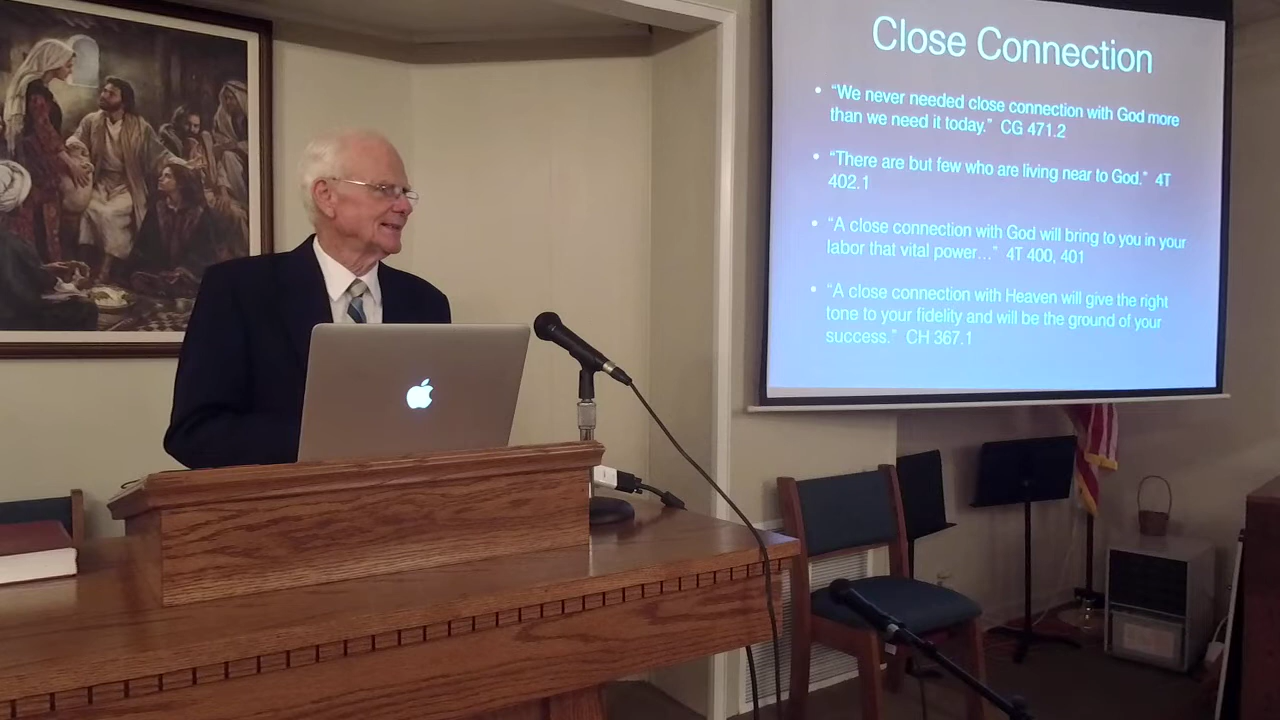 Close Connection
• “We never needed close connection with God more
than we need it today.” CG 471.2
• “There are but few who are living near to God.” 4T
402.1
• “A close connection with God will bring to you in your
labor that vital power…” 4T 400, 401
• “A close connection with Heaven will give the right
tone to your fidelity and will be the ground of your
success.” CH 367.1